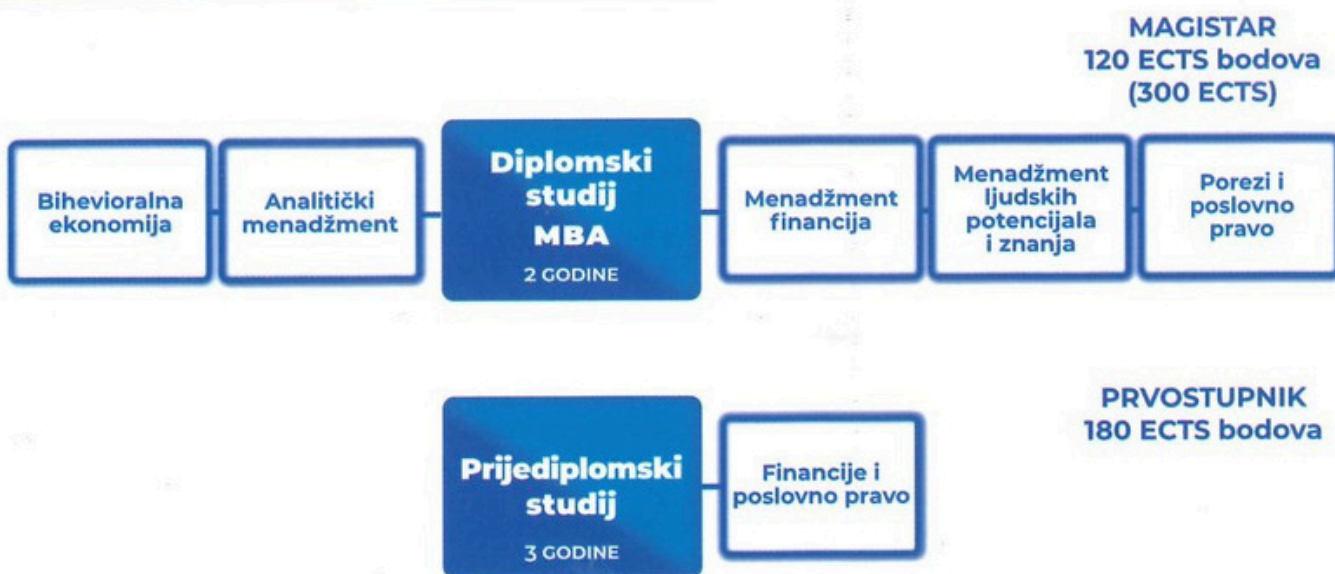 MAGISTAR
120 ECTS bodova
(300 ECTS)
Bihevioralna
ekonomija
Analitički
menadžment
Diplomski
studij
MBA
2 GODINE
Menadžment
financija
Menadžment
ljudskih
potencijala
i znanja
Porezi i
poslovno
pravo
PRVOSTUPNIK
180 ECTS bodova
Prijediplomski
studij
3 GODINE
Financije i
poslovno pravo